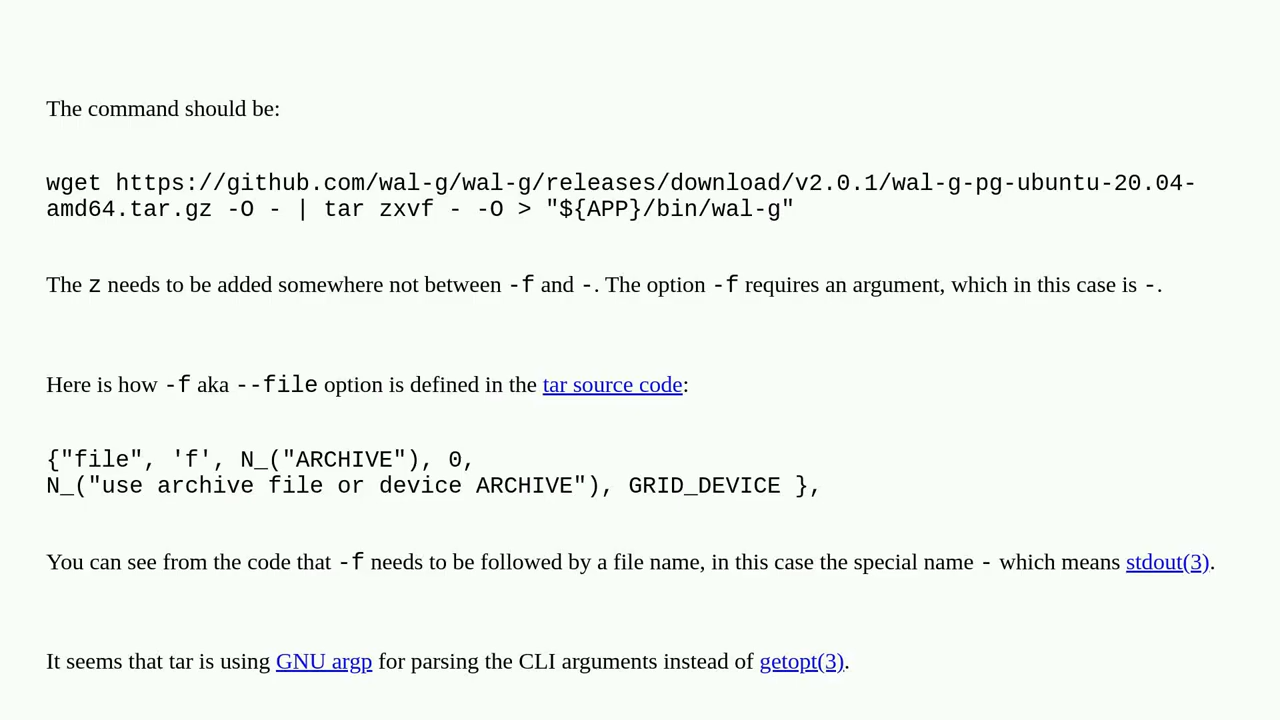 The command should be:
wget https://github.com/wal-g/wal-g/releases/download/v2.0.1/wal-g-pg-ubuntu-20.04-
amd64.tar.gz -O - | tar zxvf - -O > "${APP}/bin/wal-g"
The z needs to be added somewhere not between -f and -. The option -f requires an argument, which in this case is -.
Here is how -f aka --file option is defined in the tar source code:
{"file", 'f', N_("ARCHIVE"), 0,
N_("use archive file or device ARCHIVE"), GRID_DEVICE },
You can see from the code that -f needs to be followed by a file name, in this case the special name - which means stdout(3).
It seems that tar is using GNU argp for parsing the CLI arguments instead of getopt(3).